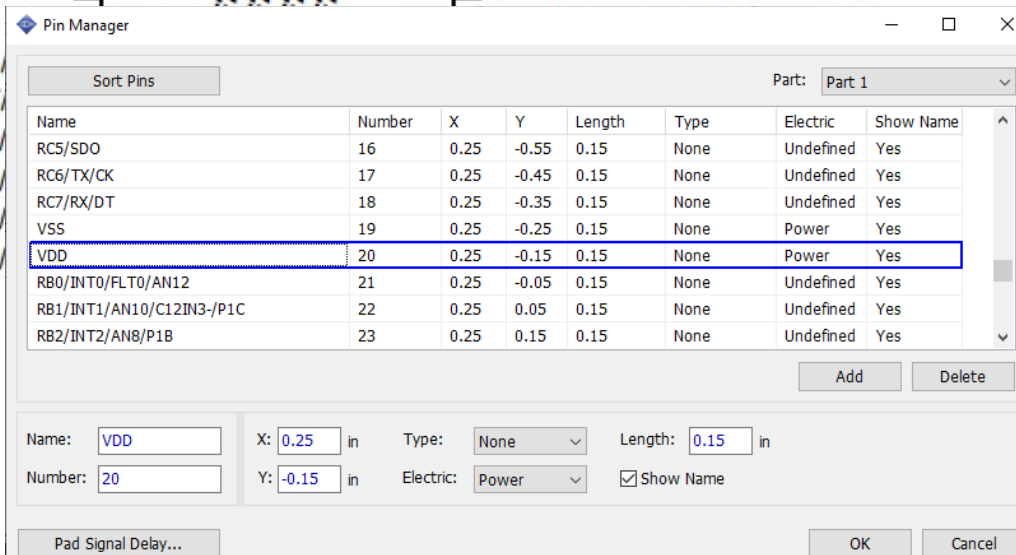 Pin Manager
Sort Pins Part: Part 1
Name Number X Y Length Type Electric Show Name
RC5/SDO 16 0.25 -0.55 0.15 None Undefined Yes
RC6/TX/CK 17 0.25 -0.45 0.15 None Undefined Yes
RC7/RX/DT 18 0.25 -0.35 0.15 None Undefined Yes
VSS 19 0.25 -0.25 0.15 None Power Yes
VDD 20 0.25 -0.15 0.15 None Power Yes
RB0/INT0/FLT0/AN12 21 0.25 -0.05 0.15 None Undefined Yes
RB1/INT1/AN10/C12IN3-/P1C 22 0.25 0.05 0.15 None Undefined Yes
RB2/INT2/AN8/P1B 23 0.25 0.15 0.15 None Undefined Yes
Add Delete
Name: VDD X: 0.25 in Type: None Length: 0.15 in
Number: 20 Y: -0.15 in Electric: Power Show Name
Pad Signal Delay... OK Cancel